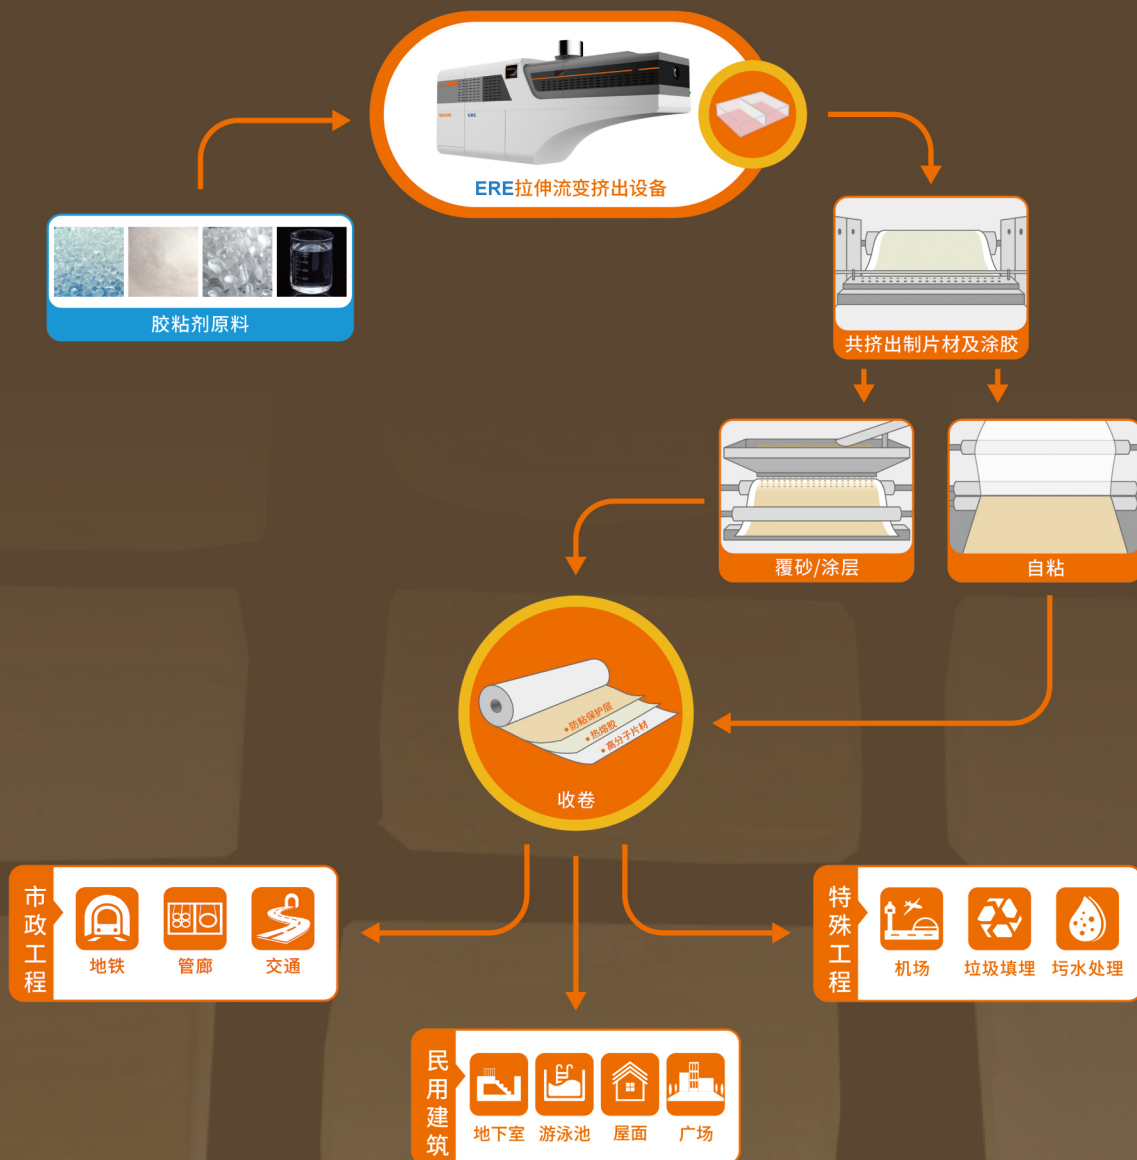 ERE
ERE拉伸流变挤出设备
胶粘剂原料
共挤出制片材及涂胶
覆砂/涂层
自粘
•防粘保护层
•热熔胶
•高分子片材
收卷
市政工程
地铁
管廊
交通
特殊工程
机场
垃圾填埋
污水处理
民用建筑
地下室
游泳池
屋面
广场